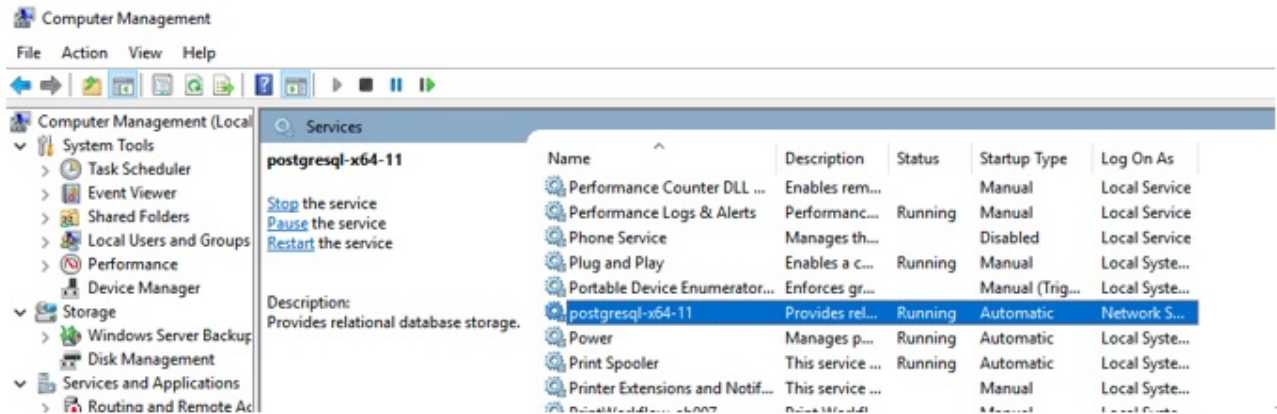 Computer Management
File Action View Help
Computer Management (Local
System Tools
Task Scheduler
Event Viewer
Shared Folders
Local Users and Groups
Performance
Device Manager
Storage
Windows Server Backup
Disk Management
Services and Applications
Routing and Remote Ac
Services
postgresql-x64-11
Stop the service
Pause the service
Restart the service
Description:
Provides relational database storage.
Name Description Status Startup Type Log On As
Performance Counter DLL ... Enables rem... Manual Local Service
Performance Logs & Alerts Performanc... Running Manual Local Service
Phone Service Manages th... Disabled Local Service
Plug and Play Enables a c... Running Manual Local Syste...
Portable Device Enumerator... Enforces gr... Manual (Trig... Local Syste...
postgresql-x64-11 Provides rel... Running Automatic Network S...
Power Manages p... Running Automatic Local Syste...
Print Spooler This service ... Running Automatic Local Syste...
Printer Extensions and Notif... This service ... Manual Local Syste...